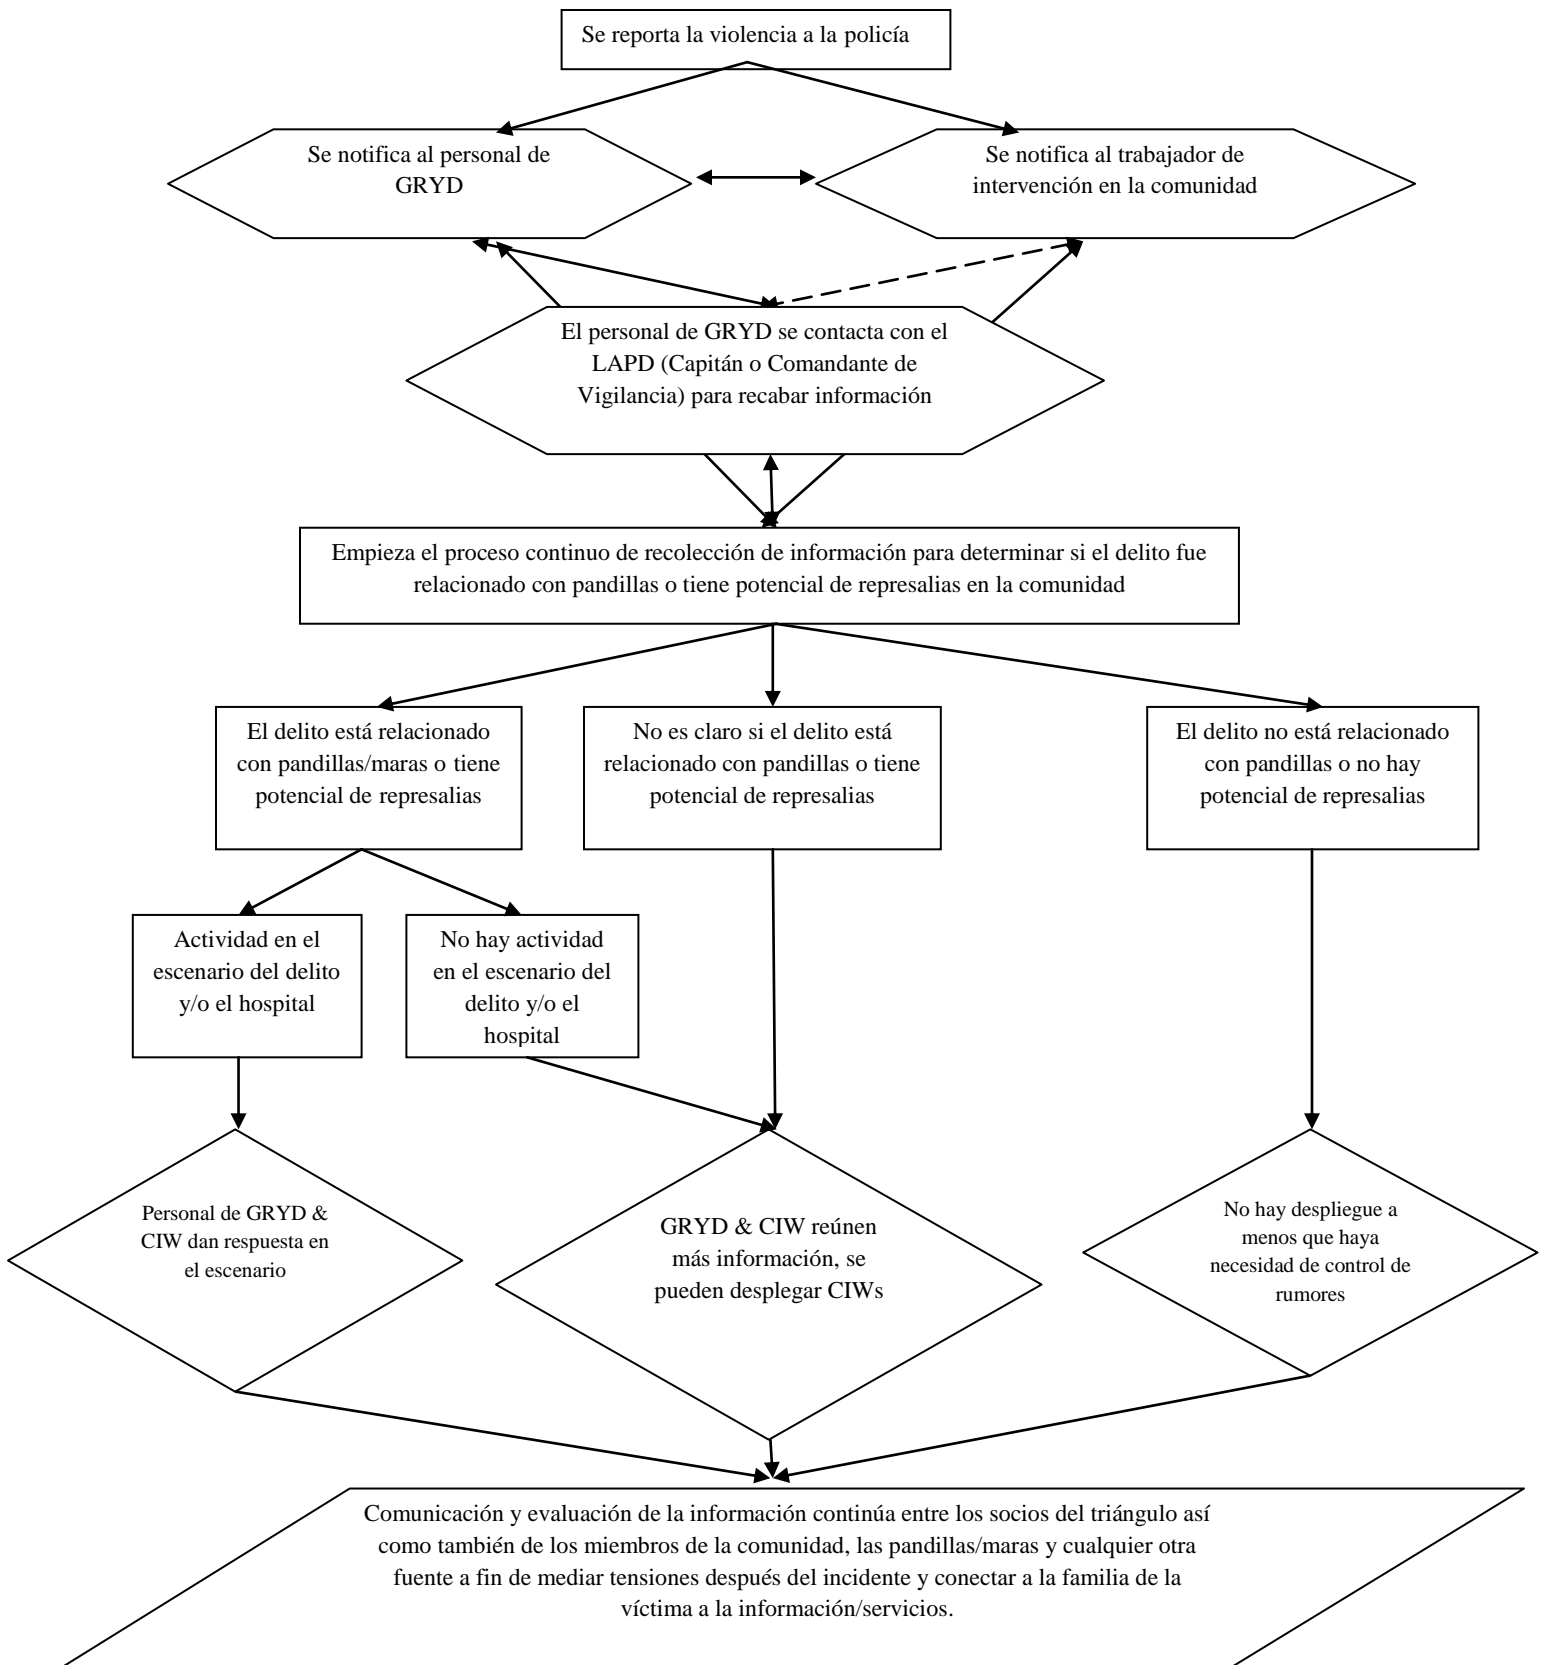 Se reporta la violencia a la policía
Se notifica al personal de
GRYD
Se notifica al trabajador de
intervención en la comunidad
El personal de GRYD se contacta con el
LAPD (Capitán o Comandante de
Vigilancia) para recabar información
Empieza el proceso continuo de recolección de información para determinar si el delito fue
relacionado con pandillas o tiene potencial de represalias en la comunidad
El delito está relacionado
con pandillas/maras o tiene
potencial de represalias
No es claro si el delito está
relacionado con pandillas o tiene
potencial de represalias
El delito no está relacionado
con pandillas o no hay
potencial de represalias
Actividad en el
escenario del delito
y/o el hospital
No hay actividad
en el escenario del
delito y/o el
hospital
Personal de GRYD &
CIW dan respuesta en
el escenario
GRYD & CIW reúnen
más información, se
pueden desplegar CIWs
No hay despliegue a
menos que haya
necesidad de control de
rumores
Comunicación y evaluación de la información continúa entre los socios del triángulo así
como también de los miembros de la comunidad, las pandillas/maras y cualquier otra
fuente a fin de mediar tensiones después del incidente y conectar a la familia de la
víctima a la información/servicios.